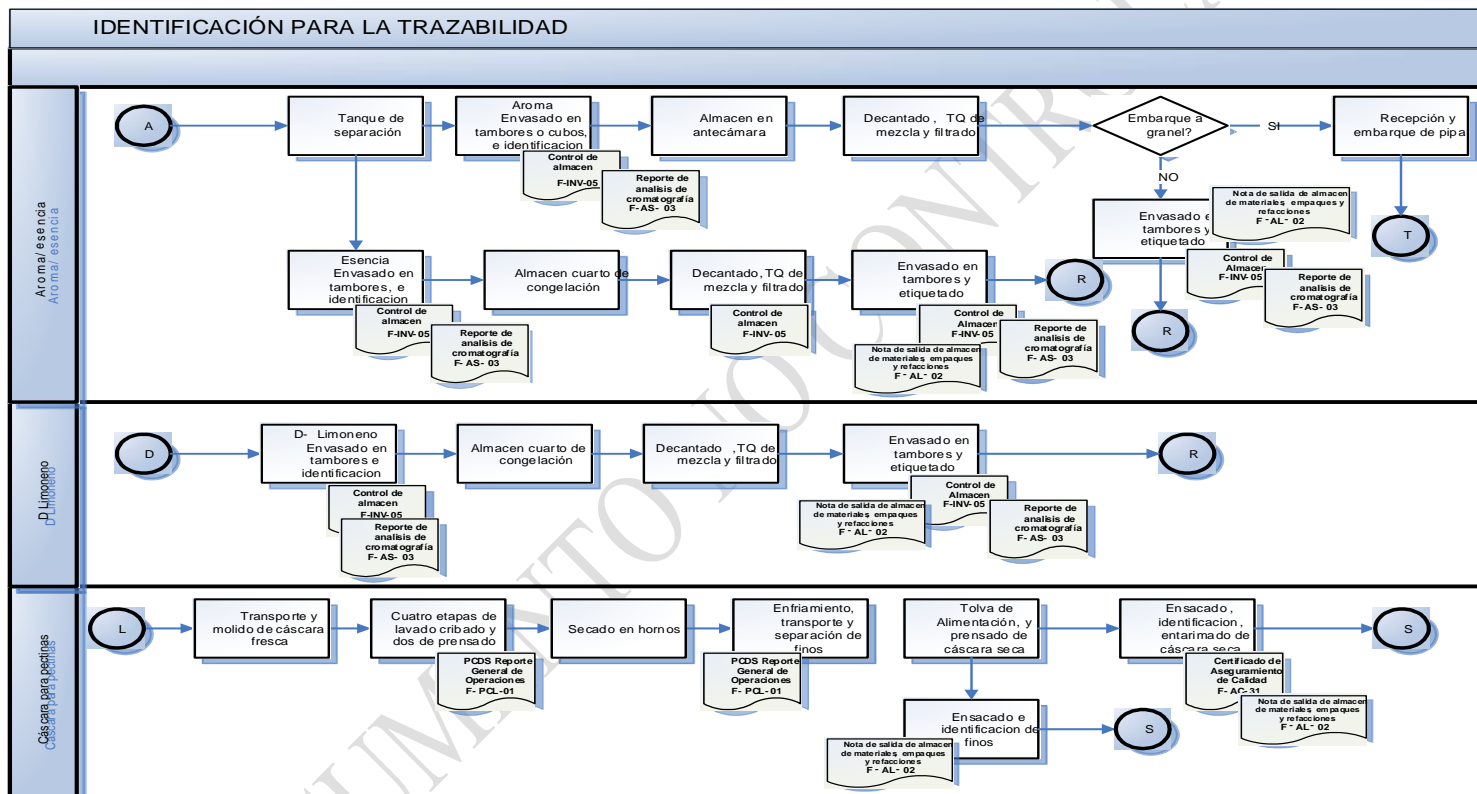 IDENTIFICACIÓN PARA LA TRAZABILIDAD
Aroma/ esencia
Aroma/ esencia
A
Tanque de
separación
Aroma
Envasado en
tambores o cubos,
e identificacion
Control de
almacen
F-INV-05
Reporte de
analisis de
cromatografía
F- AS- 03
Almacen en
antecámara
Decantado , TQ de
mezcla y filtrado
Embarque a
granel?
SI
NO
Recepción y
embarque de pipa
T
Envasado e
tambores y
etiquetado
Nota de salida de almacen
de materiales, empaques y
refacciones
F - AL- 02
Control de
Almacen
F-INV-05
Reporte de
analisis de
cromatografía
F- AS- 03
R
Esencia
Envasado en
tambores, e
identificacion
Control de
almacen
F-INV-05
Reporte de
analisis de
cromatografía
F- AS- 03
Almacen cuarto de
congelación
Decantado, TQ de
mezcla y filtrado
Control de
almacen
F-INV-05
Envasado en
tambores y
etiquetado
Control de
Almacen
F-INV-05
Reporte de
analisis de
cromatografía
F- AS- 03
Nota de salida de almacen
de materiales, empaques
y refacciones
F - AL- 02
R
D Limoneno
D Limoneno
D
D- Limoneno
Envasado en
tambores e
identificacion
Control de
almacen
F-INV-05
Reporte de
analisis de
cromatografía
F- AS- 03
Almacen cuarto de
congelación
Decantado , TQ de
mezcla y filtrado
Envasado en
tambores y
etiquetado
Control de
Almacen
F-INV-05
Nota de salida de almacen
de materiales, empaques
y refacciones
F - AL- 02
Reporte de
analisis de
cromatografía
F- AS- 03
R
Cáscara para pectinas
Cáscara para pectinas
L
Transporte y
molido de cáscara
fresca
Cuatro etapas de
lavado cribado y
dos de prensado
PCDS Reporte
General de
Operaciones
F- PCL-01
Secado en hornos
Enfriamiento,
transporte y
separación de
finos
PCDS Reporte
General de
Operaciones
F- PCL-01
Tolva de
Alimentación, y
prensado de
cáscara seca
Ensacado ,
identificacion,
entarimado de
cáscara seca
Certificado de
Aseguramiento
de Calidad
F- AC-31
Nota de salida de almacen
de materiales, empaques y
refacciones
F - AL- 02
S
Ensacado e
identificacion de
finos
Nota de salida de almacen
de materiales, empaques y
refacciones
F - AL- 02
S